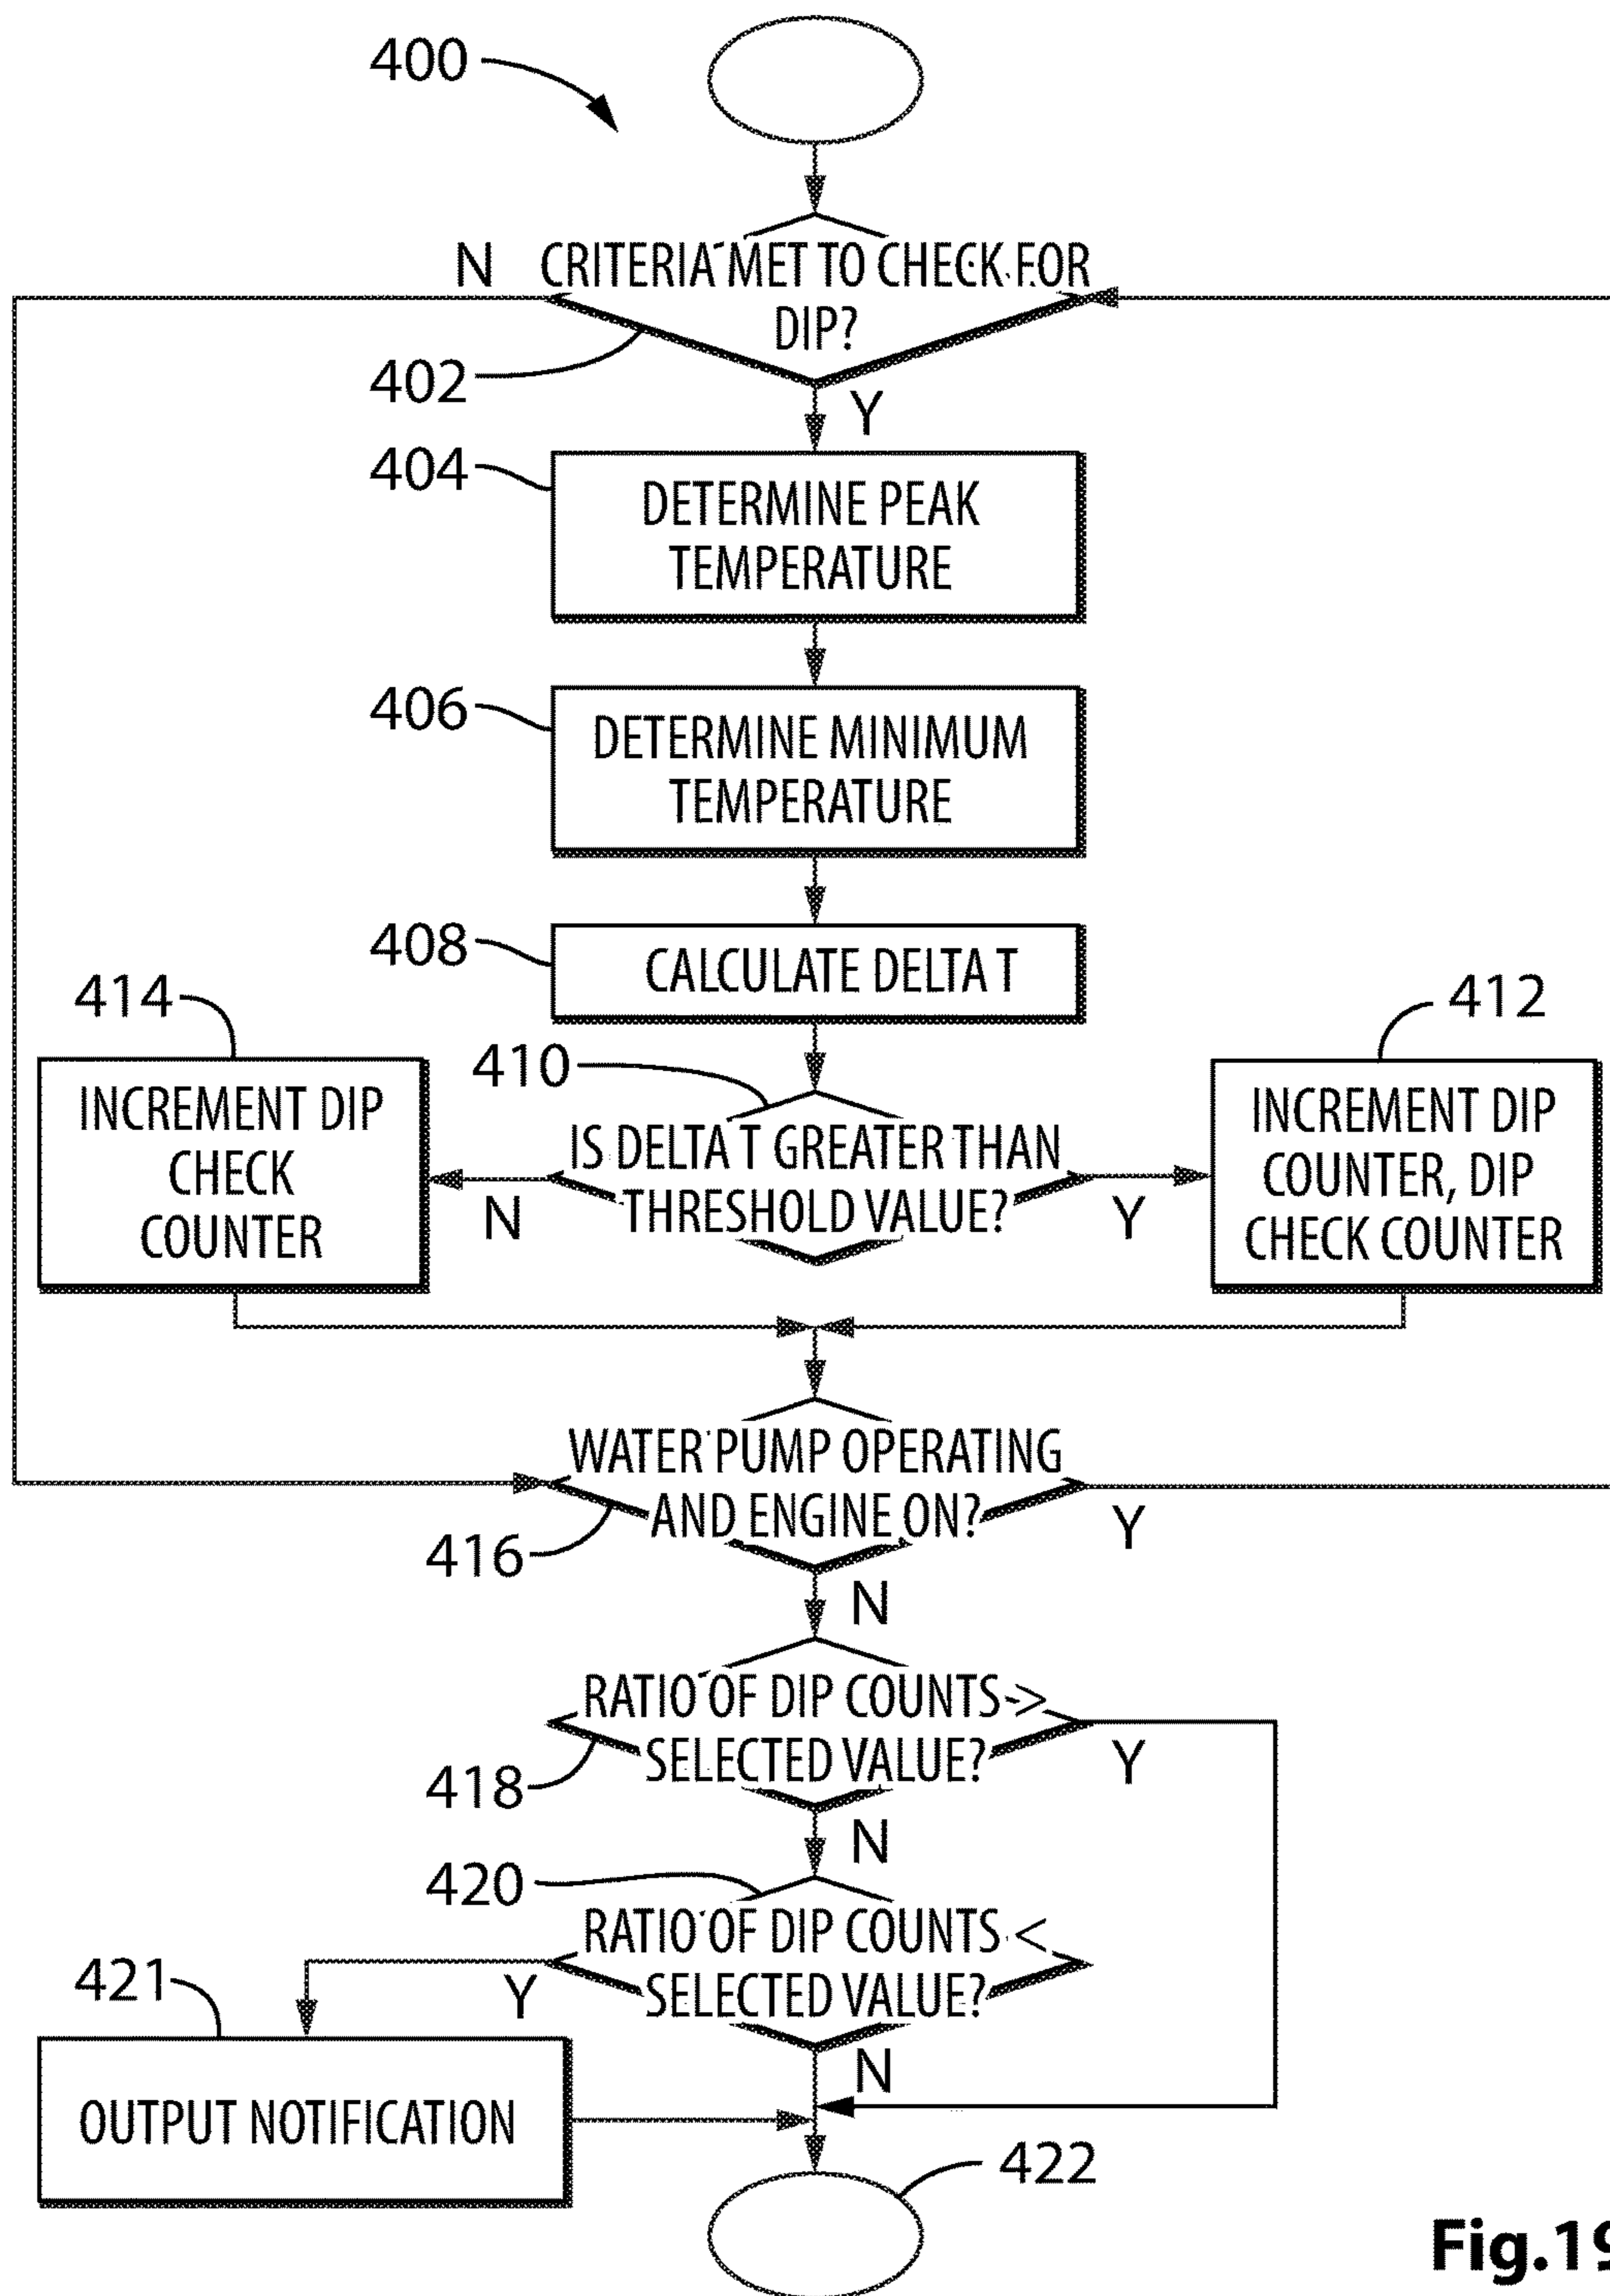 400
N
CRITERIA MET TO CHECK FOR
DIP?
402
Y
404
DETERMINE PEAK
TEMPERATURE
406
DETERMINE MINIMUM
TEMPERATURE
408
CALCULATE DELTA T
414
412
410
INCREMENT DIP
CHECK
COUNTER
IS DELTA T GREATER THAN
THRESHOLD VALUE?
N
Y
INCREMENT DIP
COUNTER, DIP
CHECK COUNTER
WATER PUMP OPERATING
AND ENGINE ON?
416
Y
N
RATIO OF DIP COUNTS >
SELECTED VALUE?
418
Y
N
420
RATIO OF DIP COUNTS <
SELECTED VALUE?
421
Y
N
OUTPUT NOTIFICATION
422
Fig.19